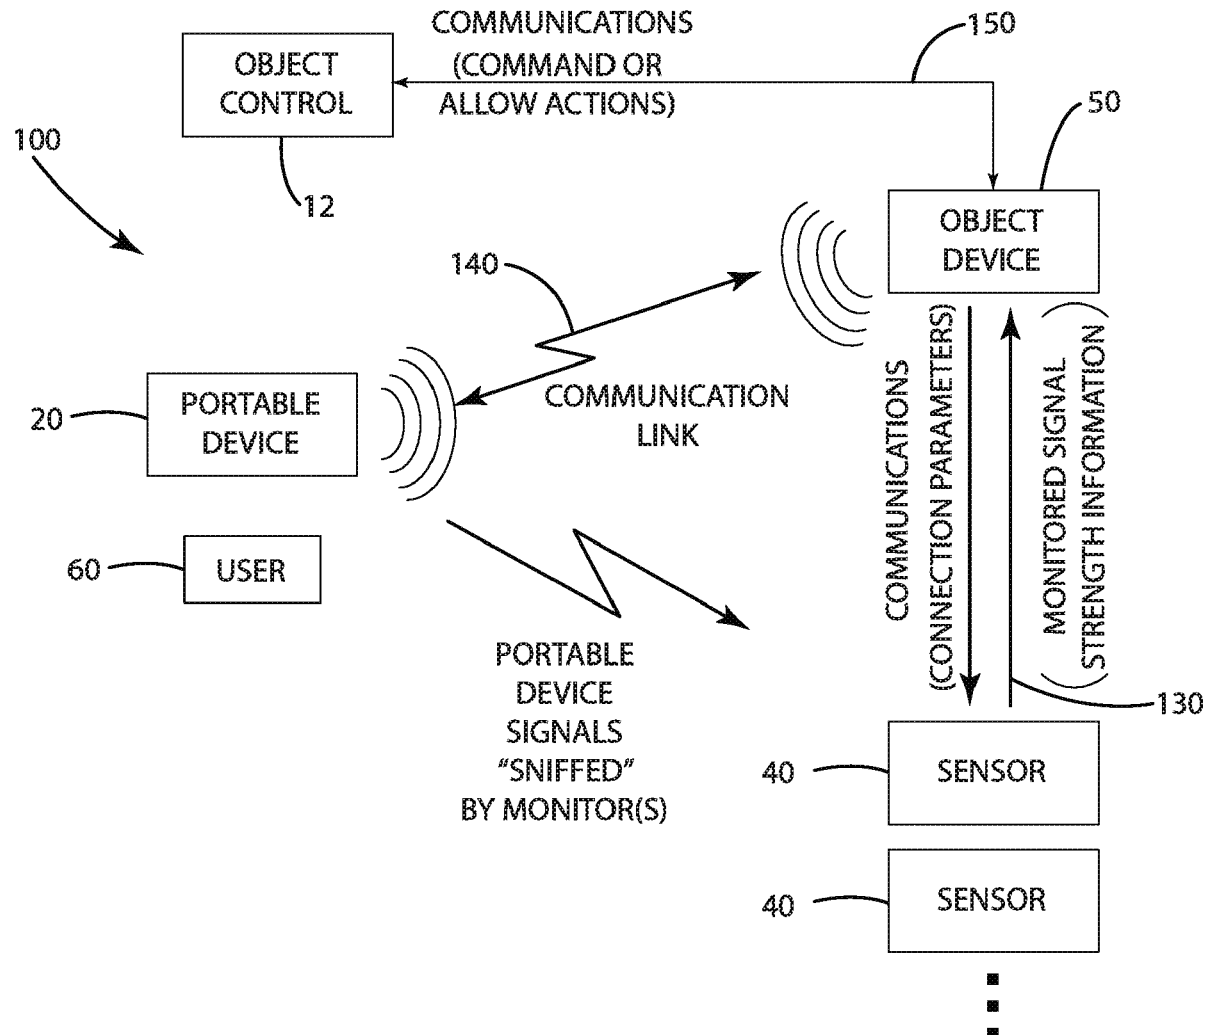 COMMUNICATIONS
(COMMAND OR
ALLOW ACTIONS)
150
OBJECT
CONTROL
12
100
50
OBJECT
DEVICE
140
COMMUNICATION
LINK
20
PORTABLE
DEVICE
60
USER
COMMUNICATIONS
(CONNECTION PARAMETERS)
MONITORED SIGNAL
STRENGTH INFORMATION
130
PORTABLE
DEVICE
SIGNALS
“SNIFFED”
BY MONITOR(S)
40
SENSOR
40
SENSOR